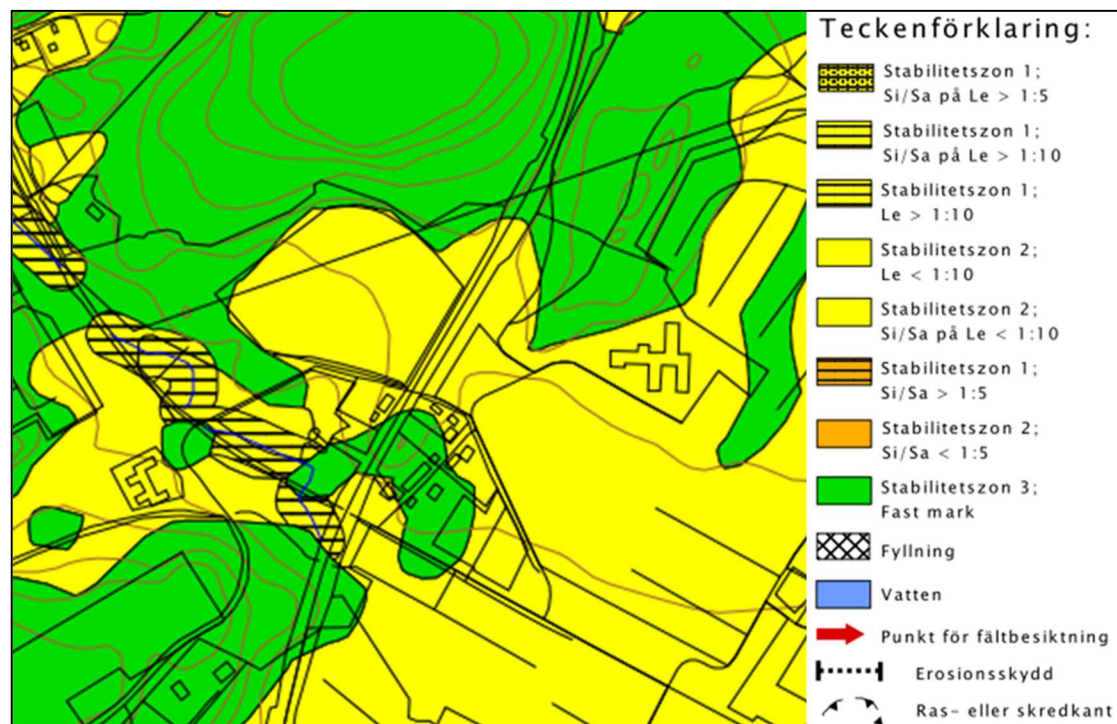 Teckenförklaring:
Stabilitetszon 1;
Si/Sa på Le > 1:5
Stabilitetszon 1;
Si/Sa på Le > 1:10
Stabilitetszon 1;
Le > 1:10
Stabilitetszon 2;
Le < 1:10
Stabilitetszon 2;
Si/Sa på Le < 1:10
Stabilitetszon 1;
Si/Sa > 1:5
Stabilitetszon 2;
Si/Sa < 1:5
Stabilitetszon 3;
Fast mark
Fyllning
Vatten
Punkt för fältbesiktning
Erosionsskydd
Ras- eller skredkant